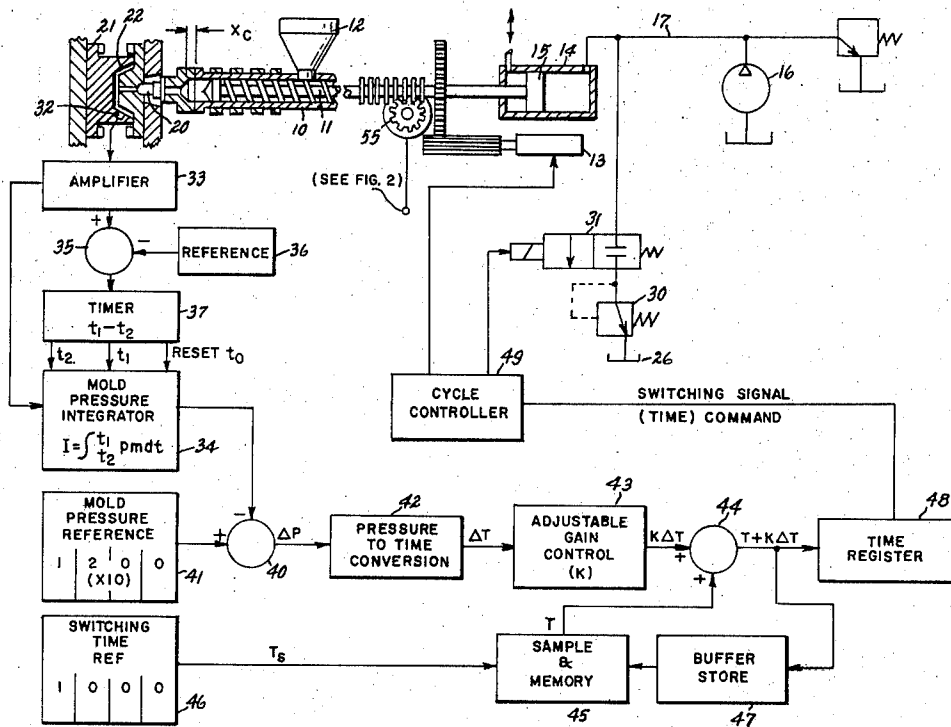 21
22
X
C
12
17
15
14
16
32
20
10
11
55
13
(SEE FIG. 2)
AMPLIFIER
33
+
35
−
REFERENCE
36
31
30
26
TIMER
t1-t2
37
t2
t1
RESET t0
MOLD
PRESSURE
INTEGRATOR
I=∫t1 t2 pmdt
34
49
CYCLE
CONTROLLER
SWITCHING SIGNAL
(TIME) COMMAND
MOLD
PRESSURE
REFERENCE
1 2 0 0
(X10)
41
−
+
40
ΔP
42
PRESSURE
TO TIME
CONVERSION
ΔT
43
ADJUSTABLE
GAIN
CONTROL
(K)
KΔT
+
44
+
T+KΔT
48
TIME
REGISTER
SWITCHING
TIME
REF
1 0 0 0
46
TS
T
SAMPLE
&
MEMORY
45
BUFFER
STORE
47